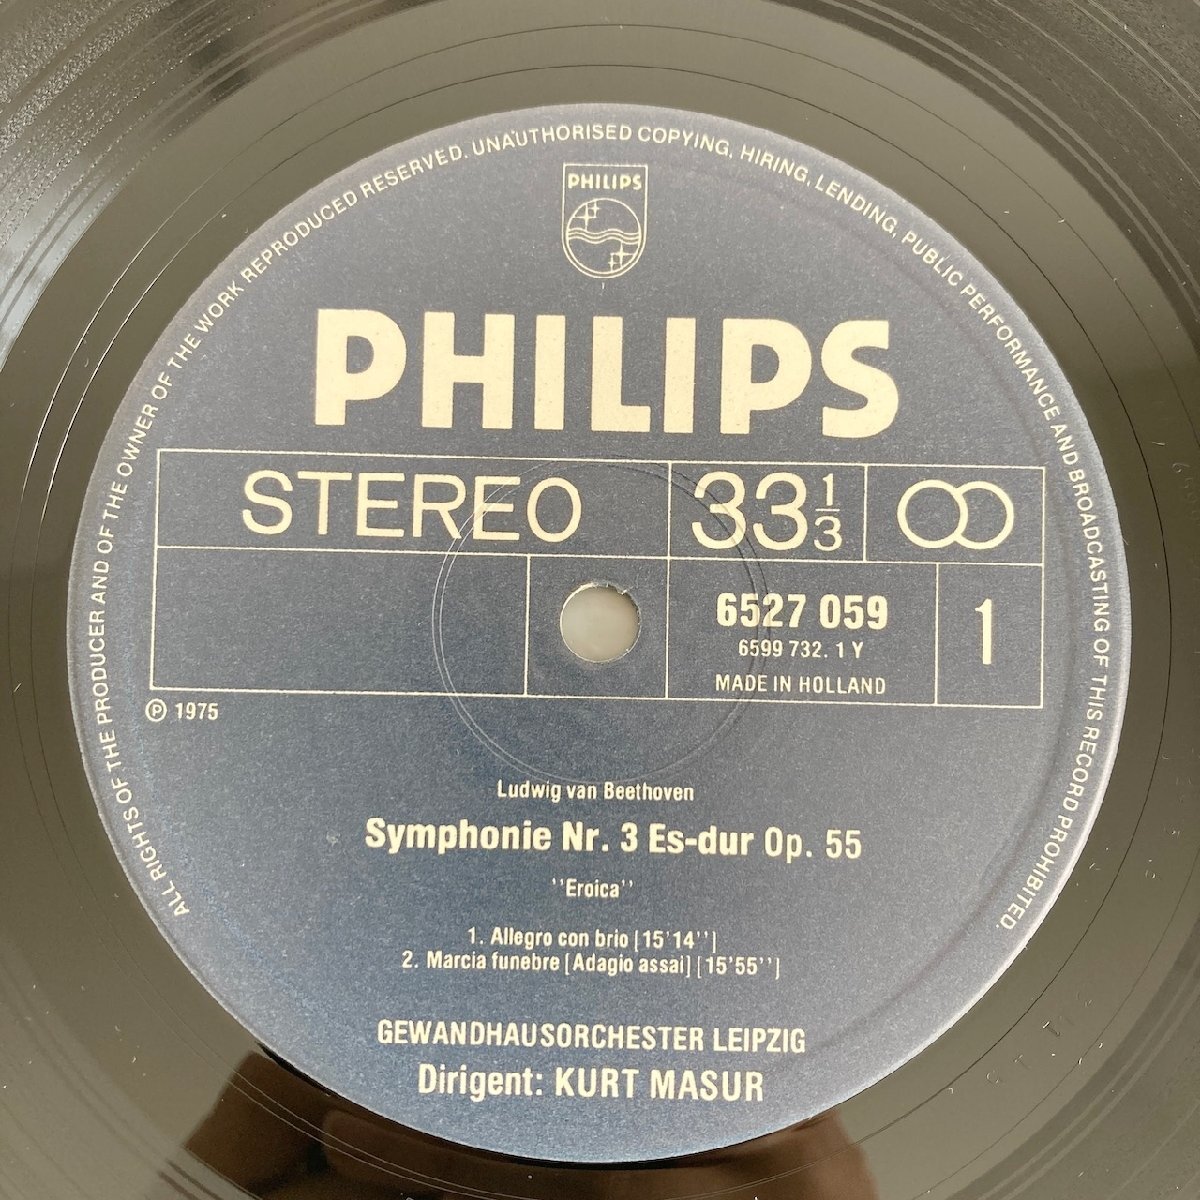 ALL RIGHTS OF THE PRODUCER AND OF THE OWNER OF THE WORK REPRODUCED RESERVED. UNAUTHORISED COPYING, HIRING, LENDING, PUBLIC PERFORMANCE AND BROADCASTING OF THIS RECORD PROHIBITED.
PHILIPS
PHILIPS
STEREO 33 1/3
6527 059 1
6599 732. 1 Y
MADE IN HOLLAND
Ⓟ 1975
Ludwig van Beethoven
Symphonie Nr. 3 Es-dur Op. 55
''Eroica''
1. Allegro con brio [15'14'']
2. Marcia funebre [Adagio assai] [15'55'']
GEWANDHAUSORCHESTER LEIPZIG
Dirigent: KURT MASUR